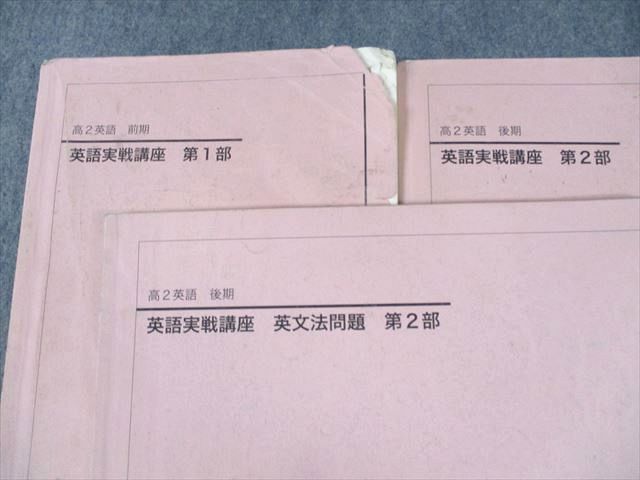 高2英語 前期
英語実戦講座 第1部
高2英語 後期
英語実戦講座 第2部
高2英語 後期
英語実戦講座 英文法問題 第2部